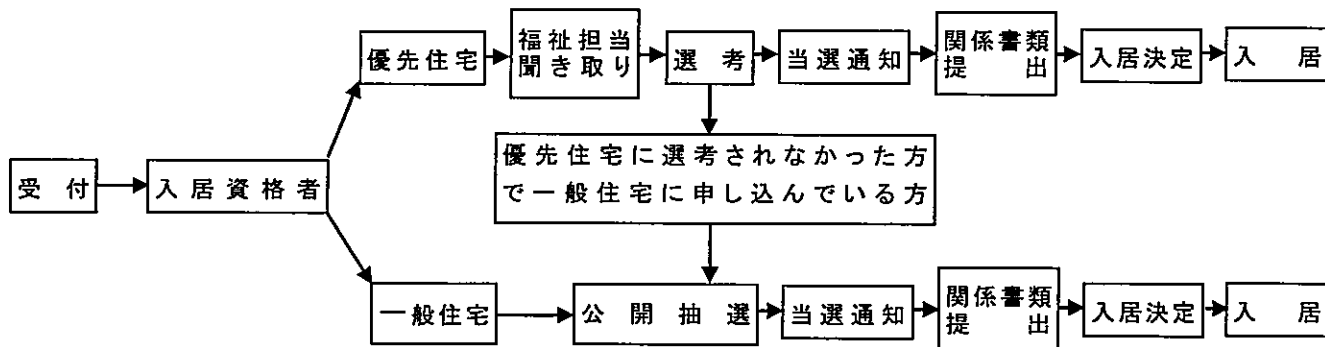 優先住宅
福祉担当
聞き取り
選考
当選通知
関係書類
提出
入居決定
入居
優先住宅に選考されなかった方
で一般住宅に申し込んでいる方
受付
入居資格者
一般住宅
公開抽選
当選通知
関係書類
提出
入居決定
入居